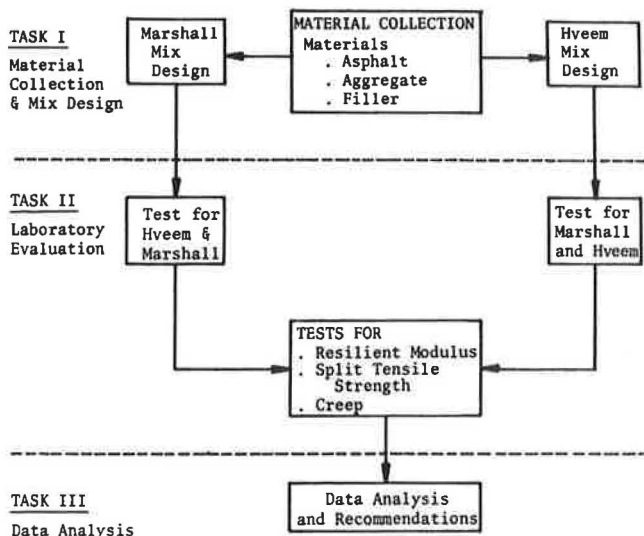 TASK I
Material
Collection
& Mix Design
Marshall
Mix
Design
MATERIAL COLLECTION
Materials
. Asphalt
. Aggregate
. Filler
Hveem
Mix
Design
TASK II
Laboratory
Evaluation
Test for
Hveem &
Marshall
Test for
Marshall
and Hveem
TESTS FOR
. Resilient Modulus
. Split Tensile
Strength
. Creep
TASK III
Data Analysis
Data Analysis
and Recommendations